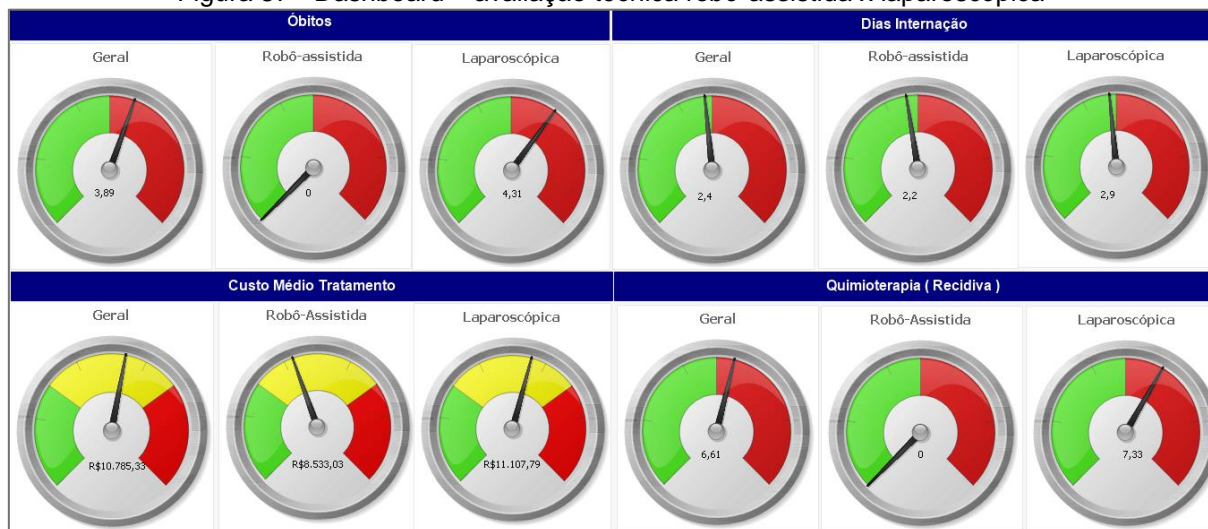 Óbitos
Dias Internação
Geral
Robô-assistida
Laparoscópica
Geral
Robô-assistida
Laparoscópica
3,89
0
4,31
2,4
2,2
2,9
Custo Médio Tratamento
Quimioterapia ( Recidiva )
Geral
Robô-Assistida
Laparoscópica
Geral
Robô-Assistida
Laparoscópica
R$10.785,33
R$8.533,03
R$11.107,79
6,61
0
7,33